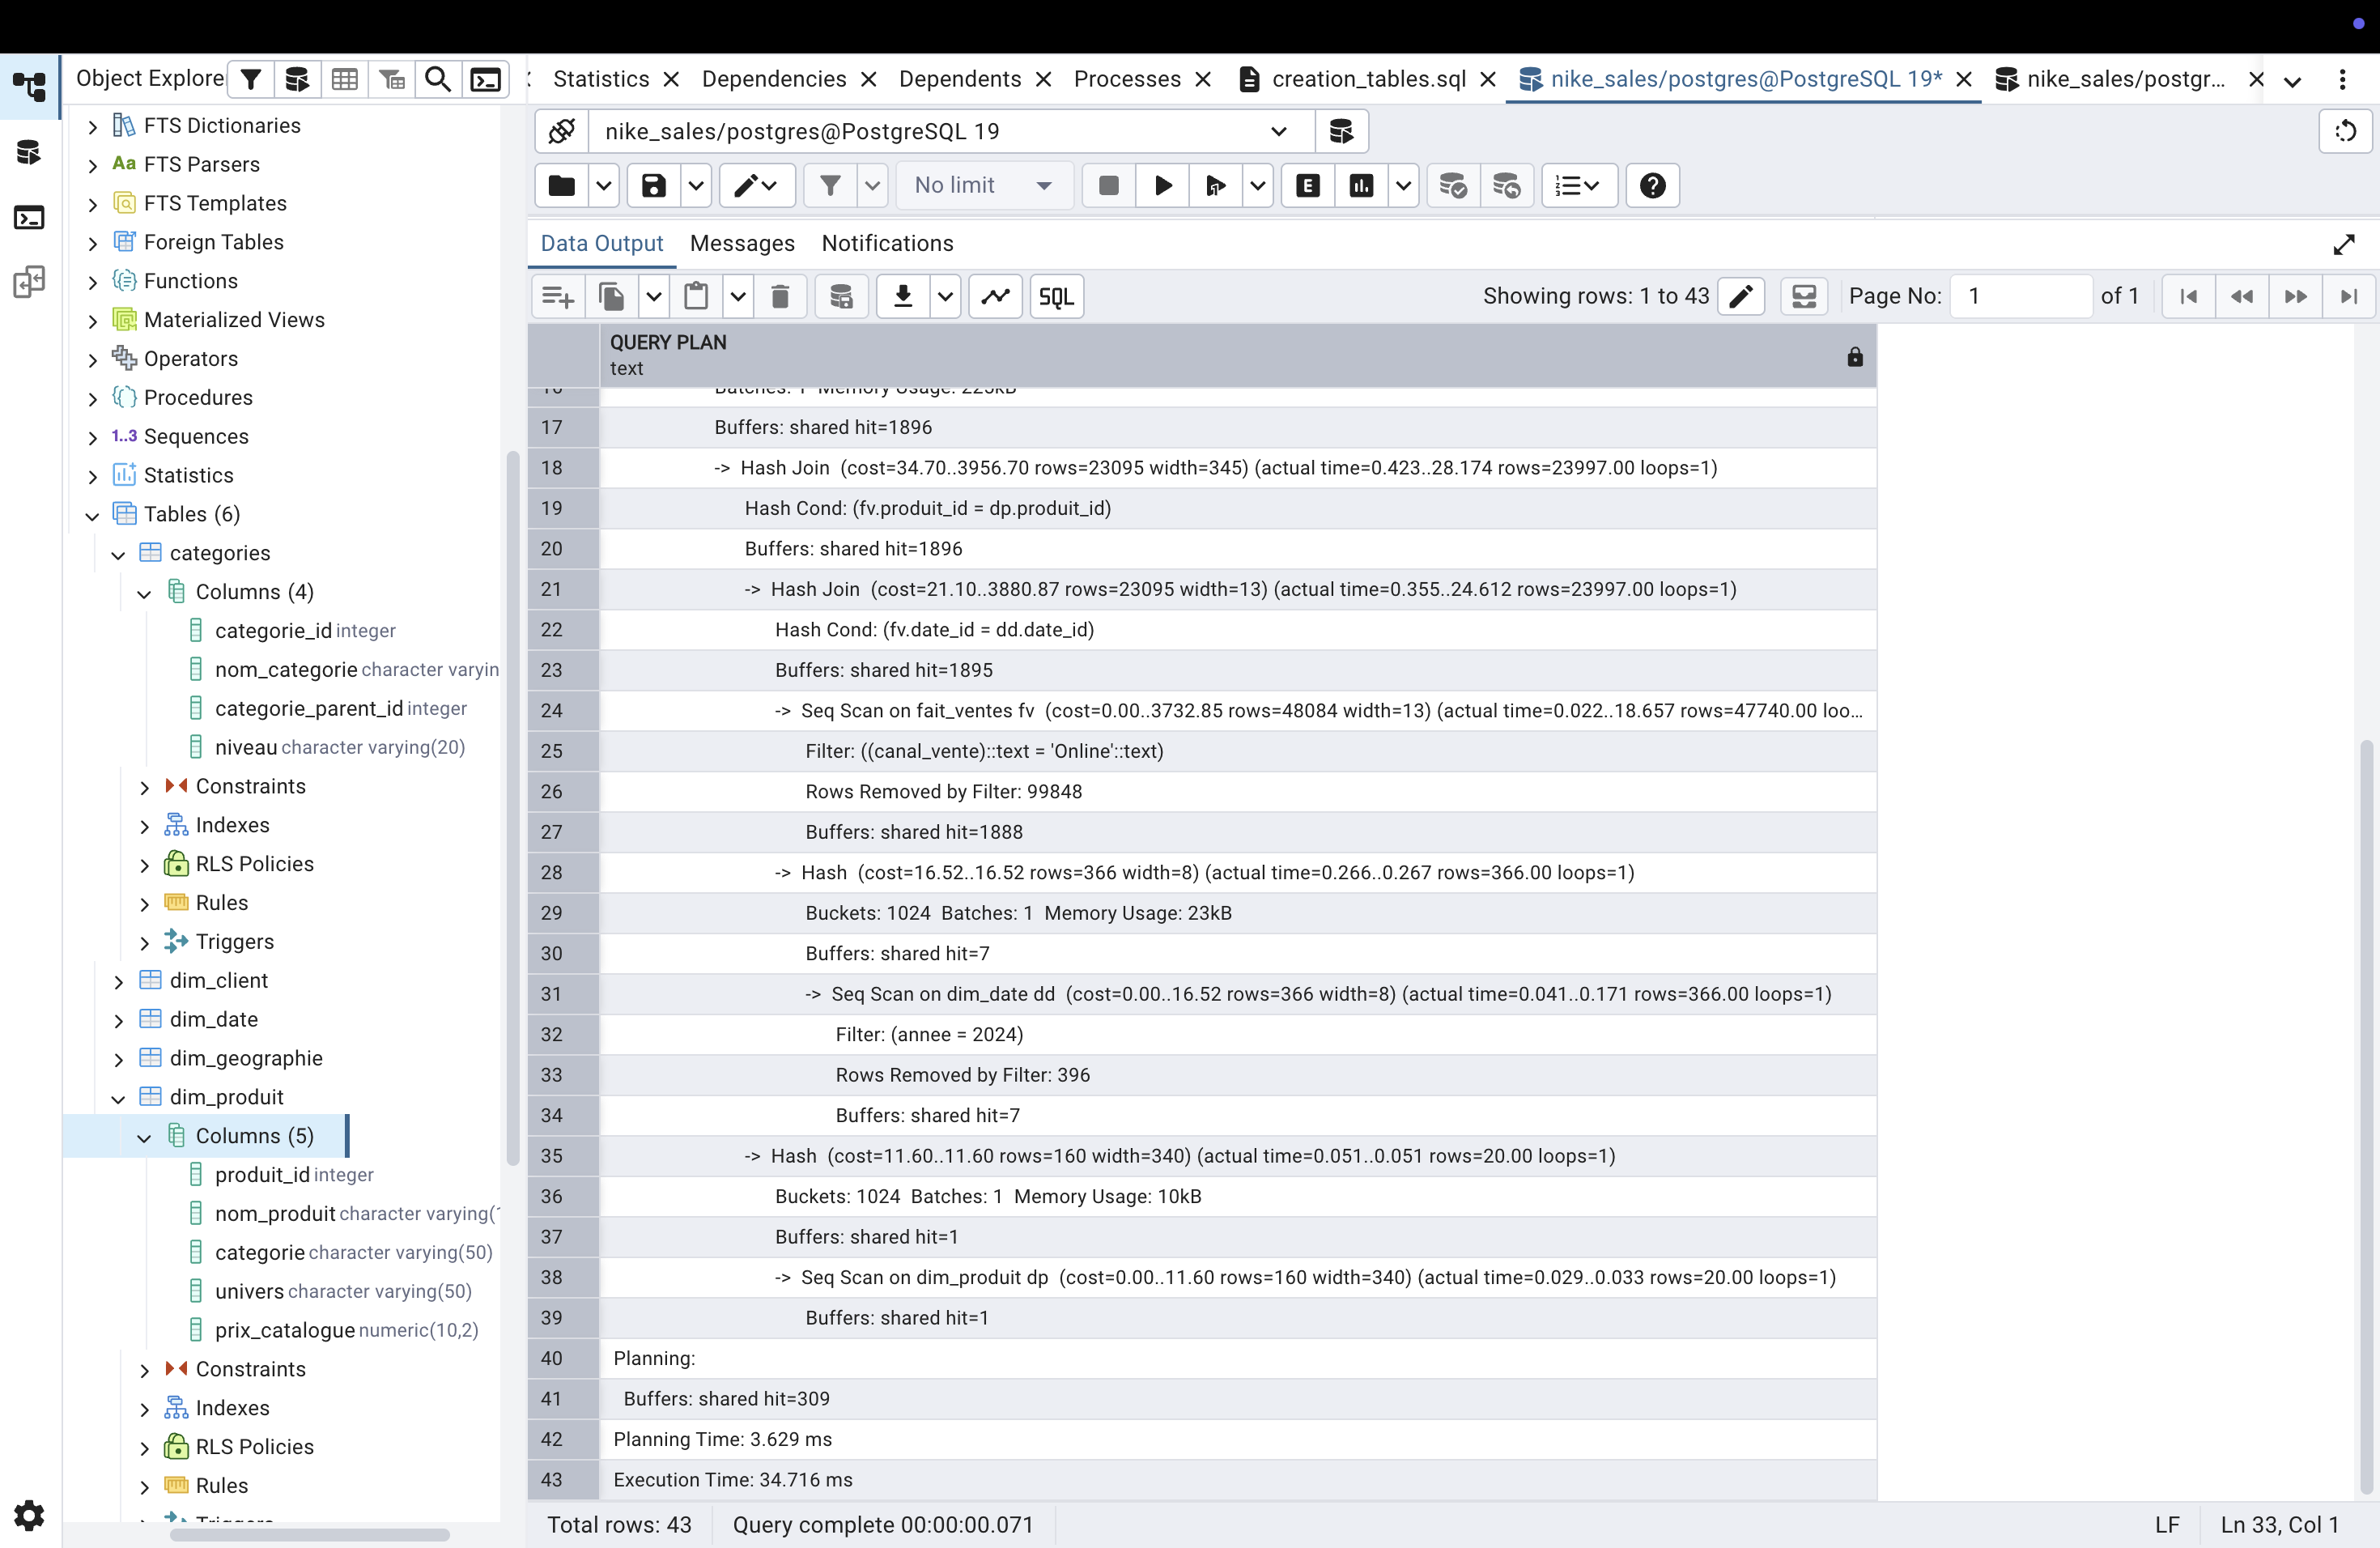 Object Explore
Statistics
Dependencies
Dependents
Processes
creation_tables.sql
nike_sales/postgres@PostgreSQL 19*
nike_sales/postgr...
nike_sales/postgres@PostgreSQL 19
No limit
E
Data Output Messages Notifications
SQL
Showing rows: 1 to 43
Page No: 1 of 1
FTS Dictionaries
Aa FTS Parsers
FTS Templates
Foreign Tables
Functions
Materialized Views
Operators
Procedures
1..3 Sequences
Statistics
Tables (6)
categories
Columns (4)
categorie_id integer
nom_categorie character varyin
categorie_parent_id integer
niveau character varying(20)
Constraints
Indexes
RLS Policies
Rules
Triggers
dim_client
dim_date
dim_geographie
dim_produit
Columns (5)
produit_id integer
nom_produit character varying(
categorie character varying(50)
univers character varying(50)
prix_catalogue numeric(10,2)
Constraints
Indexes
RLS Policies
Rules
Triggers
QUERY PLAN
text
16 Batches: 1 Memory Usage: 225kB
17 Buffers: shared hit=1896
18 -> Hash Join (cost=34.70..3956.70 rows=23095 width=345) (actual time=0.423..28.174 rows=23997.00 loops=1)
19 Hash Cond: (fv.produit_id = dp.produit_id)
20 Buffers: shared hit=1896
21 -> Hash Join (cost=21.10..3880.87 rows=23095 width=13) (actual time=0.355..24.612 rows=23997.00 loops=1)
22 Hash Cond: (fv.date_id = dd.date_id)
23 Buffers: shared hit=1895
24 -> Seq Scan on fait_ventes fv (cost=0.00..3732.85 rows=48084 width=13) (actual time=0.022..18.657 rows=47740.00 loo...
25 Filter: ((canal_vente)::text = 'Online'::text)
26 Rows Removed by Filter: 99848
27 Buffers: shared hit=1888
28 -> Hash (cost=16.52..16.52 rows=366 width=8) (actual time=0.266..0.267 rows=366.00 loops=1)
29 Buckets: 1024 Batches: 1 Memory Usage: 23kB
30 Buffers: shared hit=7
31 -> Seq Scan on dim_date dd (cost=0.00..16.52 rows=366 width=8) (actual time=0.041..0.171 rows=366.00 loops=1)
32 Filter: (annee = 2024)
33 Rows Removed by Filter: 396
34 Buffers: shared hit=7
35 -> Hash (cost=11.60..11.60 rows=160 width=340) (actual time=0.051..0.051 rows=20.00 loops=1)
36 Buckets: 1024 Batches: 1 Memory Usage: 10kB
37 Buffers: shared hit=1
38 -> Seq Scan on dim_produit dp (cost=0.00..11.60 rows=160 width=340) (actual time=0.029..0.033 rows=20.00 loops=1)
39 Buffers: shared hit=1
40 Planning:
41 Buffers: shared hit=309
42 Planning Time: 3.629 ms
43 Execution Time: 34.716 ms
Total rows: 43
Query complete 00:00:00.071
LF
Ln 33, Col 1